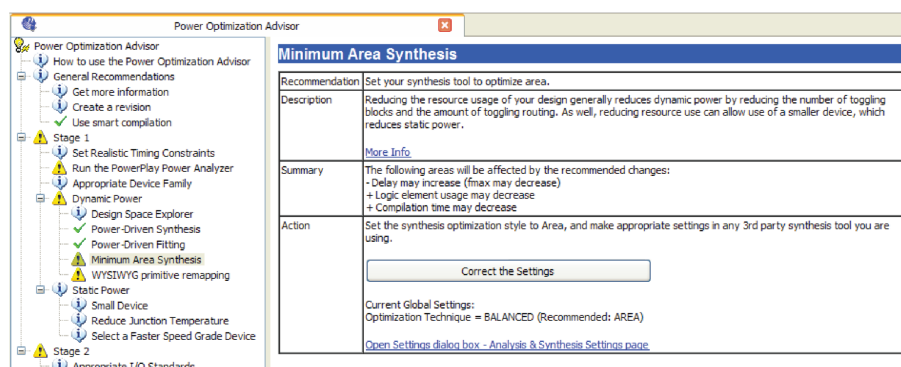 Power Optimization Advisor
Power Optimization Advisor
How to use the Power Optimization Advisor
General Recommendations
Get more information
Create a revision
Use smart compilation
Stage 1
Set Realistic Timing Constraints
Run the PowerPlay Power Analyzer
Appropriate Device Family
Dynamic Power
Design Space Explorer
Power-Driven Synthesis
Power-Driven Fitting
Minimum Area Synthesis
WYSIWYG primitive remapping
Static Power
Small Device
Reduce Junction Temperature
Select a Faster Speed Grade Device
Stage 2
Appropriate I/O Standards
Minimum Area Synthesis
Recommendation Set your synthesis tool to optimize area.
Description Reducing the resource usage of your design generally reduces dynamic power by reducing the number of toggling
blocks and the amount of toggling routing. As well, reducing resource use can allow use of a smaller device, which
reduces static power.
More Info
Summary The following areas will be affected by the recommended changes:
- Delay may increase (fmax may decrease)
+ Logic element usage may decrease
+ Compilation time may decrease
Action Set the synthesis optimization style to Area, and make appropriate settings in any 3rd party synthesis tool you are
using.
Correct the Settings
Current Global Settings:
Optimization Technique = BALANCED (Recommended: AREA)
Open Settings dialog box - Analysis & Synthesis Settings page